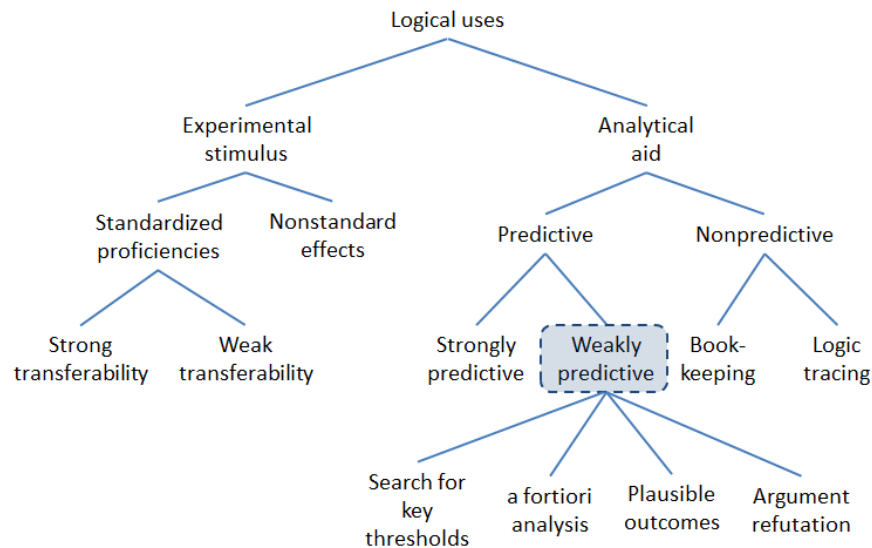 Logical uses
Experimental
stimulus
Analytical
aid
Standardized
proficiencies
Nonstandard
effects
Predictive
Nonpredictive
Strong
transferability
Weak
transferability
Strongly
predictive
Weakly
predictive
Book-
keeping
Logic
tracing
Search for
key
thresholds
a fortiori
analysis
Plausible
outcomes
Argument
refutation